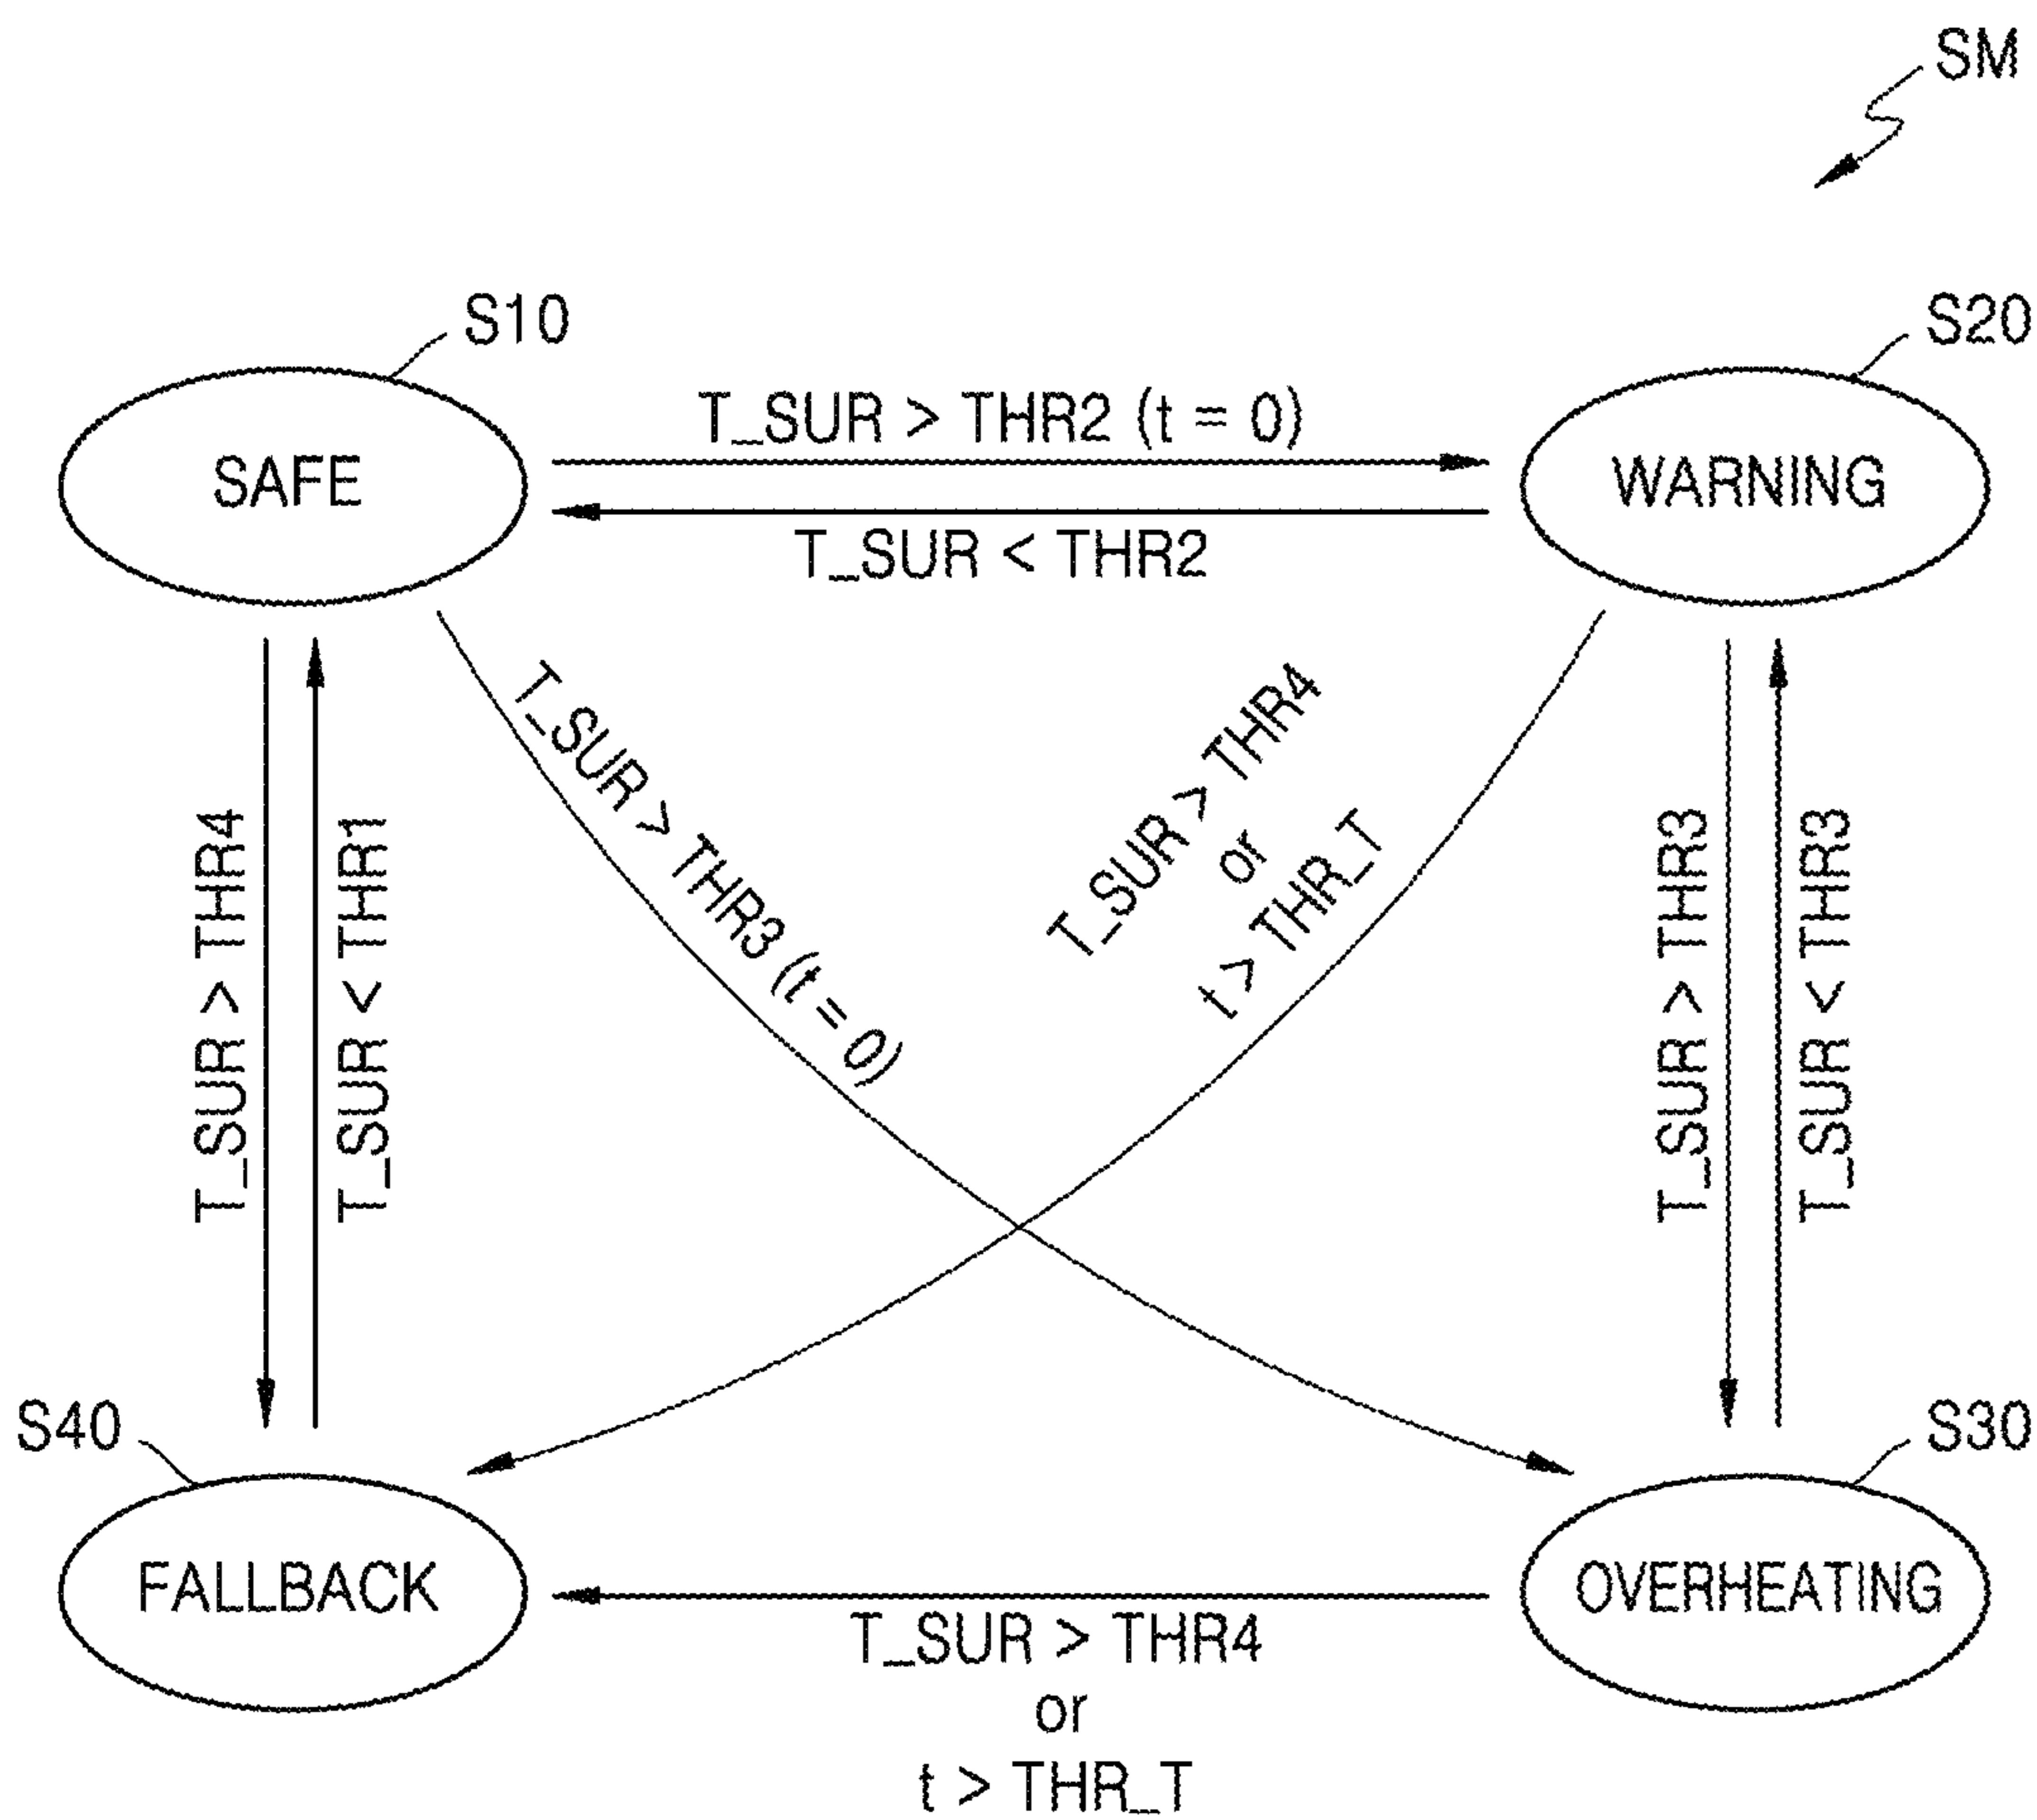 SM
S10
S20
T_SUR > THR2 (t = 0)
SAFE
WARNING
T_SUR < THR2
T_SUR > THR4
T_SUR < THR1
T_SUR > THR3 (t = 0)
T_SUR > THR4
or
t > THR_T
T_SUR > THR3
T_SUR < THR3
S40
S30
FALLBACK
OVERHEATING
T_SUR > THR4
or
t > THR_T